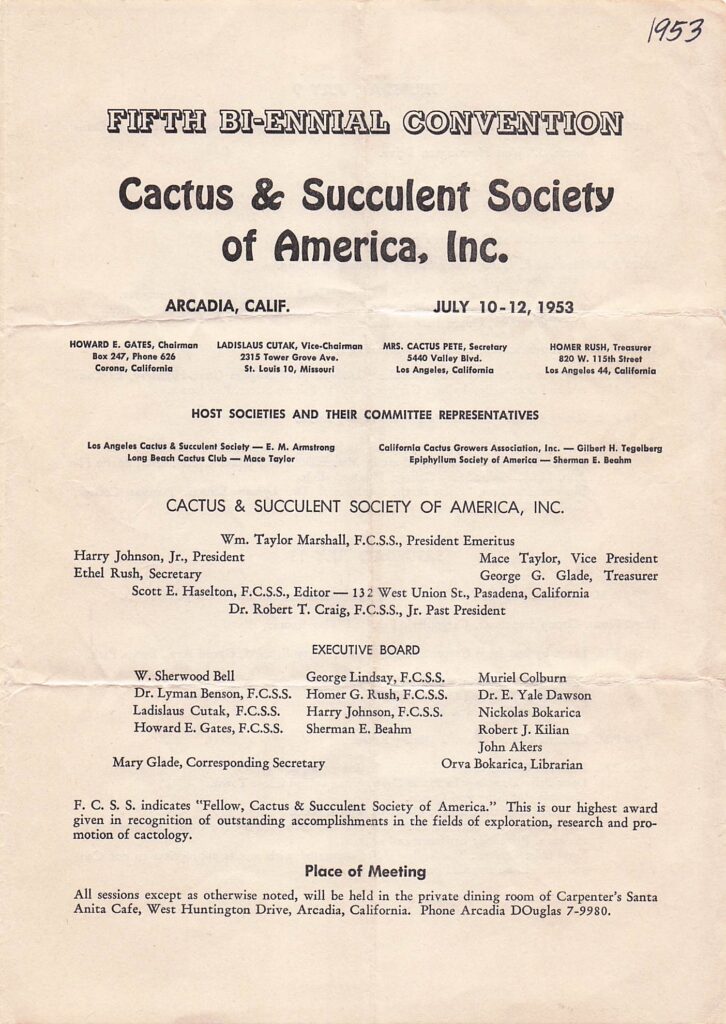 1953
FIFTH BI-ENNIAL CONVENTION
Cactus & Succulent Society
of America, Inc.
ARCADIA, CALIF. JULY 10-12, 1953
HOWARD E. GATES, Chairman LADISLAUS CUTAK, Vice-Chairman MRS. CACTUS PETE, Secretary HOMER RUSH, Treasurer
Box 247, Phone 626 2315 Tower Grove Ave. 5440 Valley Blvd. 820 W. 115th Street
Corona, California St. Louis 10, Missouri Los Angeles, California Los Angeles 44, California
HOST SOCIETIES AND THEIR COMMITTEE REPRESENTATIVES
Los Angeles Cactus & Succulent Society — E. M. Armstrong California Cactus Growers Association, Inc. — Gilbert H. Tegelberg
Long Beach Cactus Club — Mace Taylor Epiphyllum Society of America — Sherman E. Beahm
CACTUS & SUCCULENT SOCIETY OF AMERICA, INC.
Wm. Taylor Marshall, F.C.S.S., President Emeritus
Harry Johnson, Jr., President Mace Taylor, Vice President
Ethel Rush, Secretary George G. Glade, Treasurer
Scott E. Haselton, F.C.S.S., Editor — 132 West Union St., Pasadena, California
Dr. Robert T. Craig, F.C.S.S., Jr. Past President
EXECUTIVE BOARD
W. Sherwood Bell George Lindsay, F.C.S.S. Muriel Colburn
Dr. Lyman Benson, F.C.S.S. Homer G. Rush, F.C.S.S. Dr. E. Yale Dawson
Ladislaus Cutak, F.C.S.S. Harry Johnson, F.C.S.S. Nickolas Bokarica
Howard E. Gates, F.C.S.S. Sherman E. Beahm Robert J. Kilian
John Akers
Mary Glade, Corresponding Secretary Orva Bokarica, Librarian
F. C. S. S. indicates "Fellow, Cactus & Succulent Society of America." This is our highest award
given in recognition of outstanding accomplishments in the fields of exploration, research and pro-
motion of cactology.
Place of Meeting
All sessions except as otherwise noted, will be held in the private dining room of Carpenter's Santa
Anita Cafe, West Huntington Drive, Arcadia, California. Phone Arcadia DOuglas 7-9980.